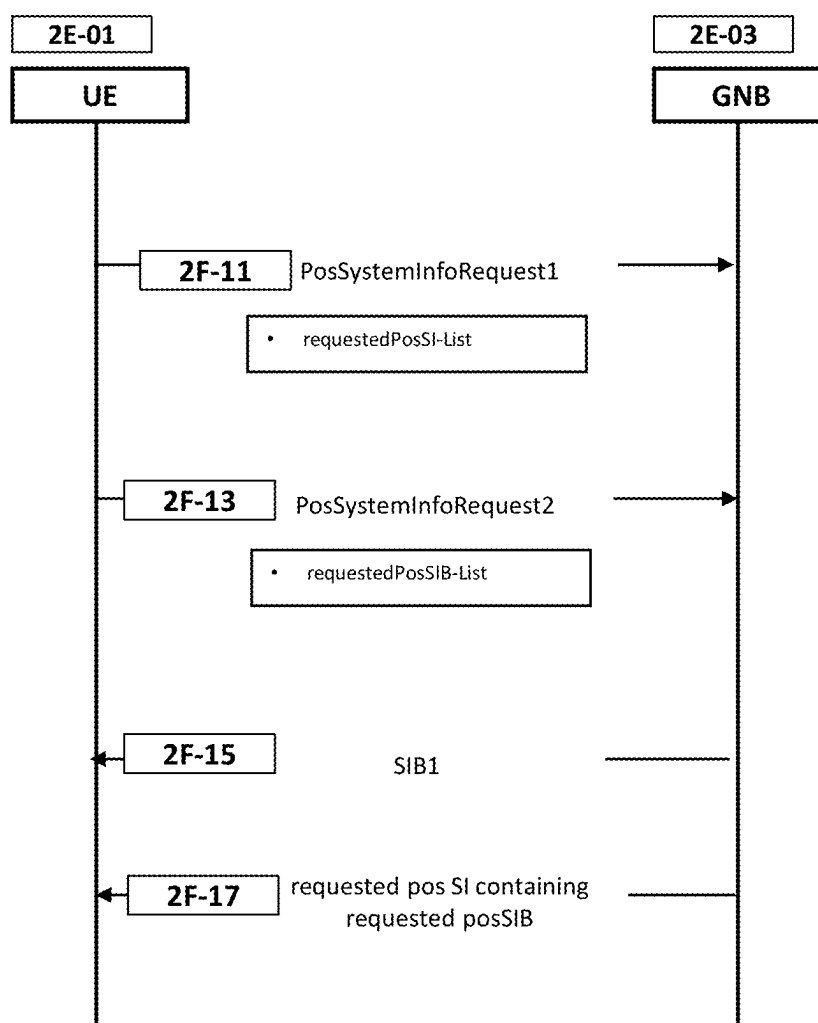 2E-01 2E-03
UE GNB
2F-11 PosSystemInfoRequest1
• requestedPosSI-List
2F-13 PosSystemInfoRequest2
• requestedPosSIB-List
2F-15 SIB1
2F-17 requested pos SI containing
requested posSIB